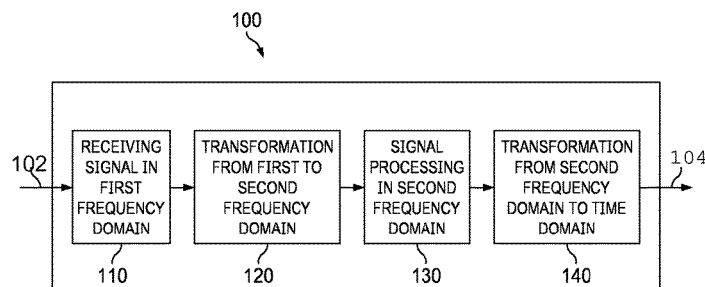 100
102
RECEIVING
SIGNAL IN
FIRST
FREQUENCY
DOMAIN
TRANSFORMATION
FROM FIRST TO
SECOND
FREQUENCY
DOMAIN
SIGNAL
PROCESSING
IN SECOND
FREQUENCY
DOMAIN
TRANSFORMATION
FROM SECOND
FREQUENCY
DOMAIN TO TIME
DOMAIN
104
110
120
130
140